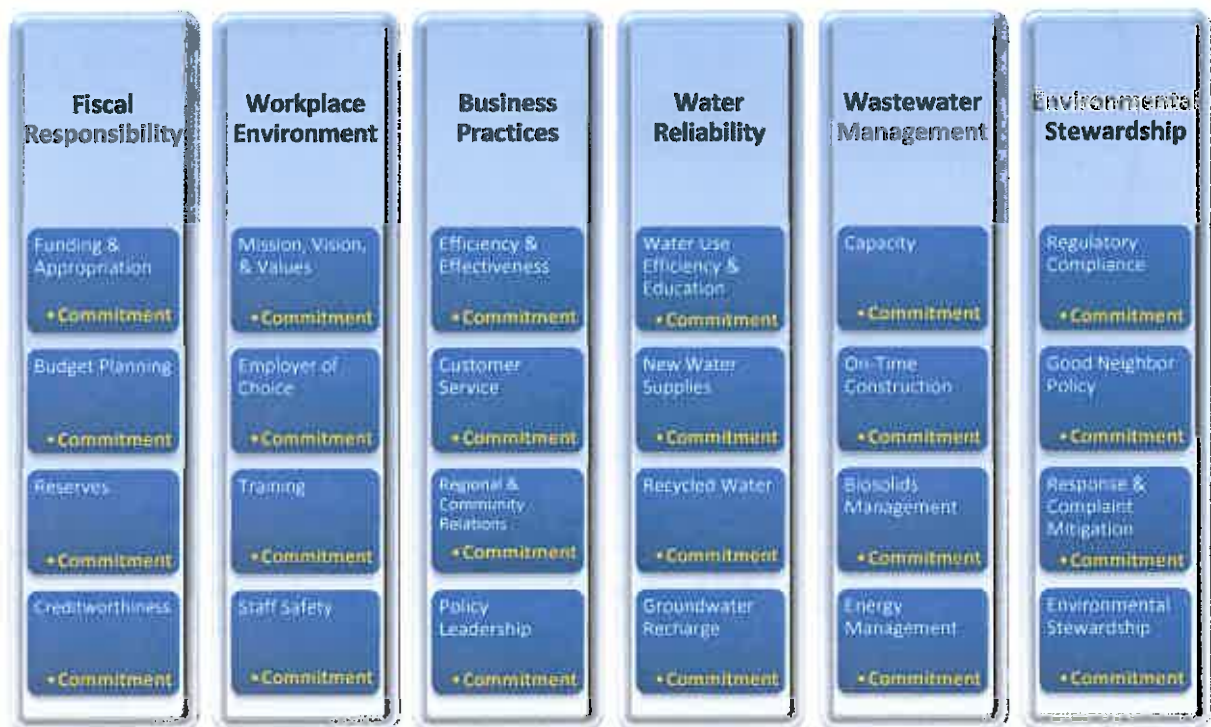 Fiscal
Responsibility
Funding &
Appropriation
• Commitment
Budget Planning
• Commitment
Reserves
• Commitment
Creditworthiness
• Commitment
Workplace
Environment
Mission, Vision,
& Values
• Commitment
Employer of
Choice
• Commitment
Training
• Commitment
Staff Safety
• Commitment
Business
Practices
Efficiency &
Effectiveness
• Commitment
Customer
Service
• Commitment
Regional &
Community
Relations
• Commitment
Policy
Leadership
• Commitment
Water
Reliability
Water Use
Efficiency &
Education
• Commitment
New Water
Supplies
• Commitment
Recycled Water
• Commitment
Groundwater
Recharge
• Commitment
Wastewater
Management
Capacity
• Commitment
On-Time
Construction
• Commitment
Biosolids
Management
• Commitment
Energy
Management
• Commitment
Environmental
Stewardship
Regulatory
Compliance
• Commitment
Good Neighbor
Policy
• Commitment
Response &
Complaint
Mitigation
• Commitment
Environmental
Stewardship
• Commitment